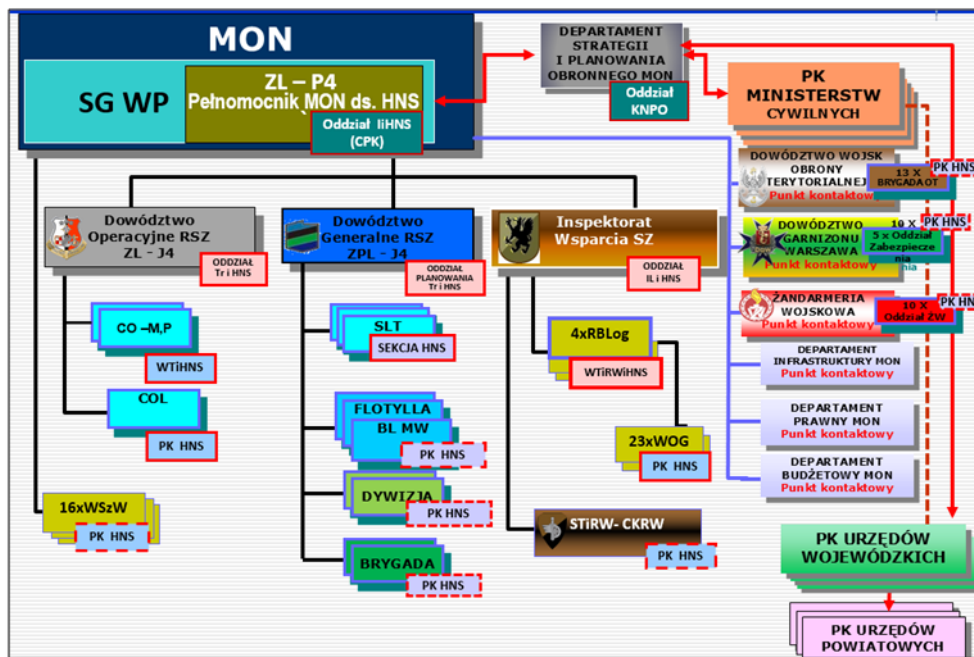 MON
SG WP
ZL – P4
Pełnomocnik MON ds. HNS
Oddział IiHNS
(CPK)
DEPARTAMENT
STRATEGII
I PLANOWANIA
OBRONNEGO MON
Oddział
KNPO
PK
MINISTERSTW
CYWILNYCH
DOWÓDZTWO WOJSK
OBRONY
TERYTORIALNEJ
Punkt kontaktowy
13 X
BRYGADA OT
PK HNS
DOWÓDZTWO
GARNIZONU
WARSZAWA
Punkt kontaktowy
19 X
5 x Oddział
Zabezpiecze
nia
PK HNS
ŻANDARMERIA
WOJSKOWA
Punkt kontaktowy
10 X
Oddział ŻW
PK HNS
DEPARTAMENT
INFRASTRUKTURY MON
Punkt kontaktowy
DEPARTAMENT
PRAWNY MON
Punkt kontaktowy
DEPARTAMENT
BUDŻETOWY MON
Punkt kontaktowy
PK URZĘDÓW
WOJEWÓDZKICH
PK URZĘDÓW
POWIATOWYCH
Dowództwo
Operacyjne RSZ
ZL - J4
ODDZIAŁ
Tr i HNS
CO –M,P
WTiHNS
COL
PK HNS
16xWSzW
PK HNS
Dowództwo
Generalne RSZ
ZPL - J4
ODDZIAŁ
PLANOWANIA
Tr i HNS
SLT
SEKCJA HNS
FLOTYLLA
BL MW
PK HNS
DYWIZJA
PK HNS
BRYGADA
PK HNS
Inspektorat
Wsparcia SZ
ODDZIAŁ
IL i HNS
4xRBLog
WTiRWiHNS
23xWOG
PK HNS
STiRW- CKRW
PK HNS